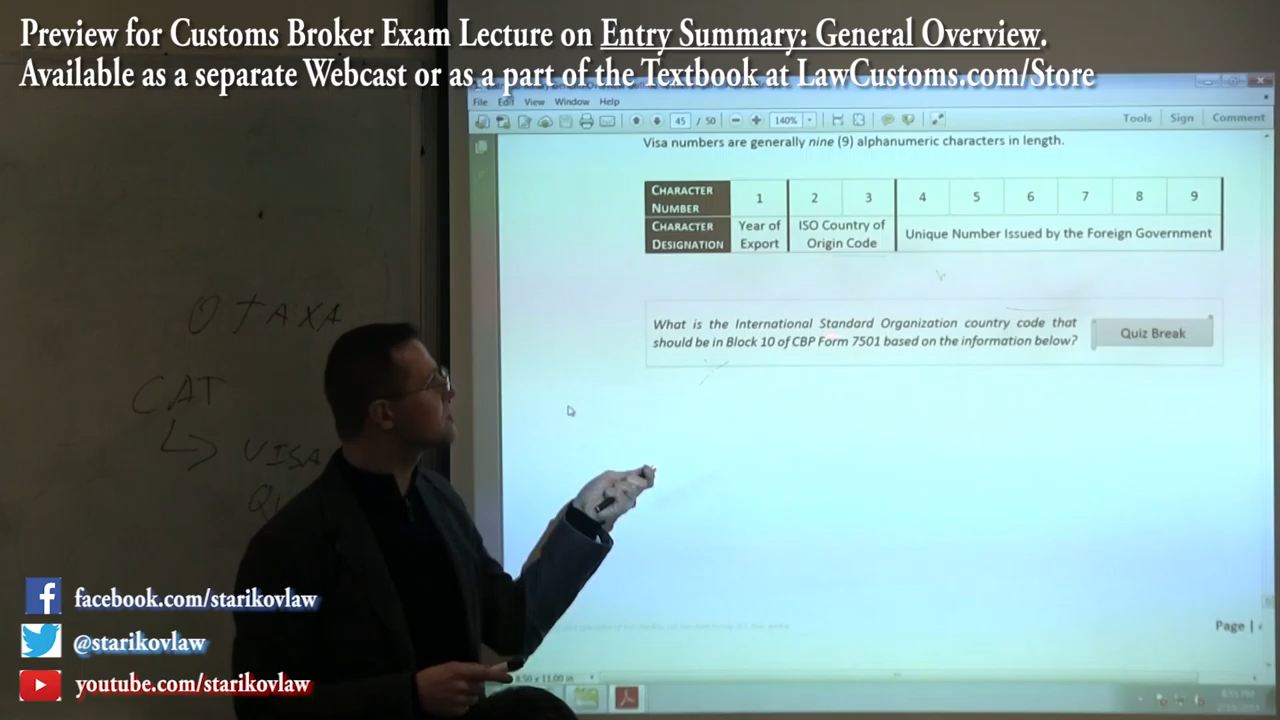 Preview for Customs Broker Exam Lecture on Entry Summary: General Overview.
Available as a separate Webcast or as a part of the Textbook at LawCustoms.com/Store
File Edit View Window Help
45 / 50 140% Tools Sign Comment
Visa numbers are generally nine (9) alphanumeric characters in length.
CHARACTER NUMBER 1 2 3 4 5 6 7 8 9
CHARACTER DESIGNATION Year of Export ISO Country of Origin Code Unique Number Issued by the Foreign Government
What is the International Standard Organization country code that
should be in Block 10 of CBP Form 7501 based on the information below?
Quiz Break
CAT
VISA
facebook.com/starikovlaw
@starikovlaw
youtube.com/starikovlaw
Page |
8.50 x 11.00 in